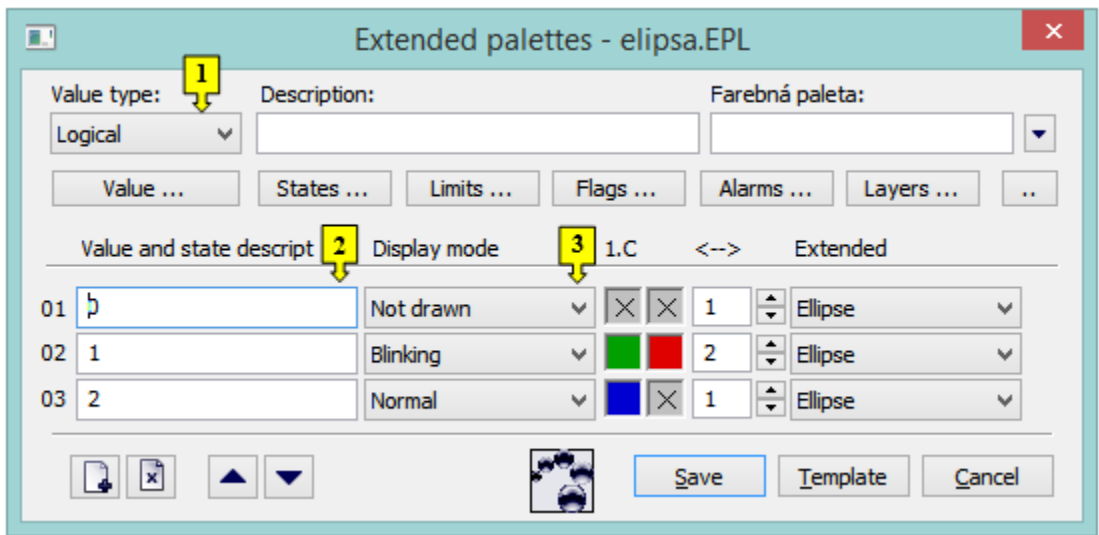 Extended palettes - elipsa.EPL
1
Value type: Description: Farebná paleta:
Logical
Value ... States ... Limits ... Flags ... Alarms ... Layers ... ..
Value and state descript 2 Display mode 3 1.C <--> Extended
01 0 Not drawn 1 Ellipse
02 1 Blinking 2 Ellipse
03 2 Normal 1 Ellipse
Save Template Cancel